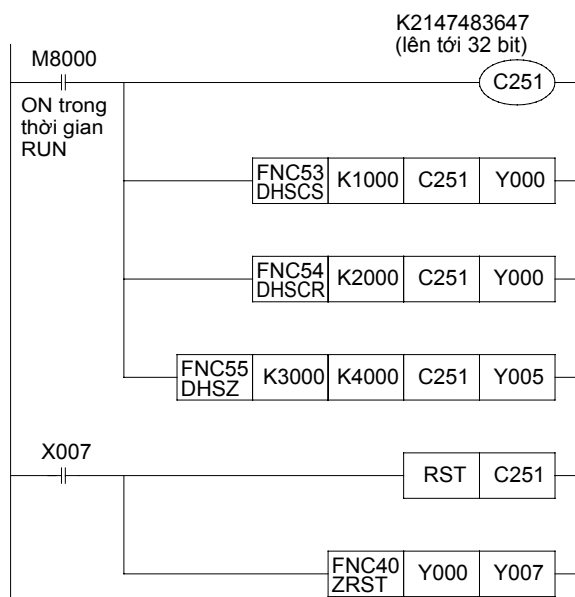 K2147483647
(lên tới 32 bit)
M8000
C251
ON trong
thời gian
RUN
FNC53
DHSCS K1000 C251 Y000
FNC54
DHSCR K2000 C251 Y000
FNC55
DHSZ K3000 K4000 C251 Y005
X007
RST C251
FNC40
ZRST Y000 Y007